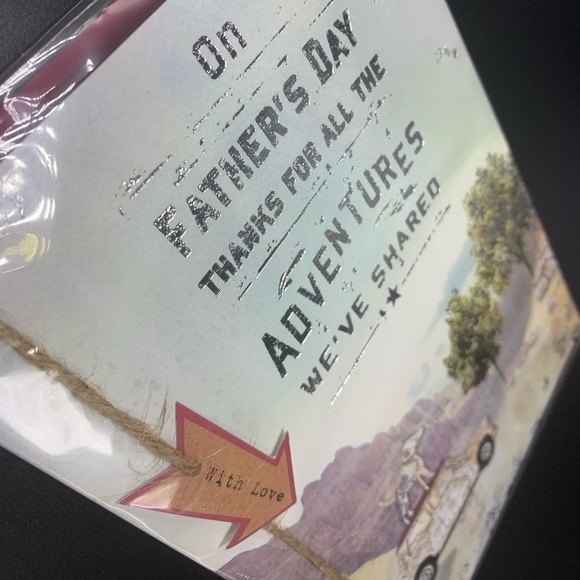 On
FATHER'S DAY
THANKS FOR ALL THE
ADVENTURES
WE'VE SHARED
With Love